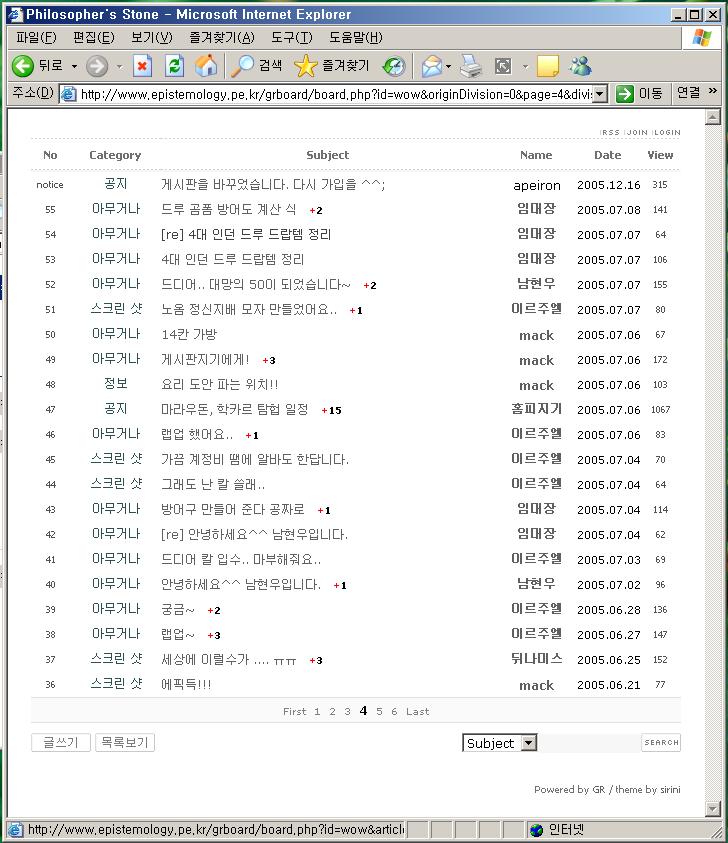 Philosopher's Stone - Microsoft Internet Explorer
파일(F) 편집(E) 보기(V) 즐겨찾기(A) 도구(T) 도움말(H)
뒤로 검색 즐겨찾기
주소(D) http://www.epistemology.pe.kr/grboard/board.php?id=wow&originDivision=0&page=4&divi 이동 연결 »
RSS JOIN LOGIN
No Category Subject Name Date View
notice 공지 게시판을 바꾸었습니다. 다시 가입을 ^^; apeiron 2005.12.16 315
55 아무거나 드루 곰폼 방어도 계산 식 +2 임대장 2005.07.08 141
54 아무거나 [re] 4대 인던 드루 드랍템 정리 임대장 2005.07.07 64
53 아무거나 4대 인던 드루 드랍템 정리 임대장 2005.07.07 106
52 아무거나 드디어.. 대망의 50이 되었습니다~ +2 남현우 2005.07.07 155
51 스크린 샷 노움 정신지배 모자 만들었어요.. +1 이르주엘 2005.07.07 80
50 아무거나 14칸 가방 mack 2005.07.06 67
49 아무거나 게시판지기에게! +3 mack 2005.07.06 172
48 정보 요리 도안 파는 위치!! mack 2005.07.06 103
47 공지 마라우돈, 학카르 탐험 일정 +15 홈피지기 2005.07.06 1067
46 아무거나 랩업 했어요.. +1 이르주엘 2005.07.06 83
45 스크린 샷 가끔 계정비 땜에 알바도 한답니다. 이르주엘 2005.07.04 70
44 스크린 샷 그래도 난 칼 쓸래.. 이르주엘 2005.07.04 64
43 아무거나 방어구 만들어 준다 공짜로 +1 임대장 2005.07.04 114
42 아무거나 [re] 안녕하세요^^ 남현우입니다. 임대장 2005.07.04 62
41 아무거나 드디어 칼 입수.. 마부해줘요.. 이르주엘 2005.07.03 69
40 아무거나 안녕하세요^^ 남현우입니다. +1 남현우 2005.07.02 96
39 아무거나 궁금~ +2 이르주엘 2005.06.28 136
38 아무거나 랩업~ +3 이르주엘 2005.06.27 147
37 스크린 샷 세상에 이럴수가 .... ㅠㅠ +3 뒤나미스 2005.06.25 152
36 스크린 샷 에픽득!!! mack 2005.06.21 77
First 1 2 3 4 5 6 Last
글쓰기 목록보기 Subject SEARCH
Powered by GR / theme by sirini
http://www.epistemology.pe.kr/grboard/board.php?id=wow&articl 인터넷